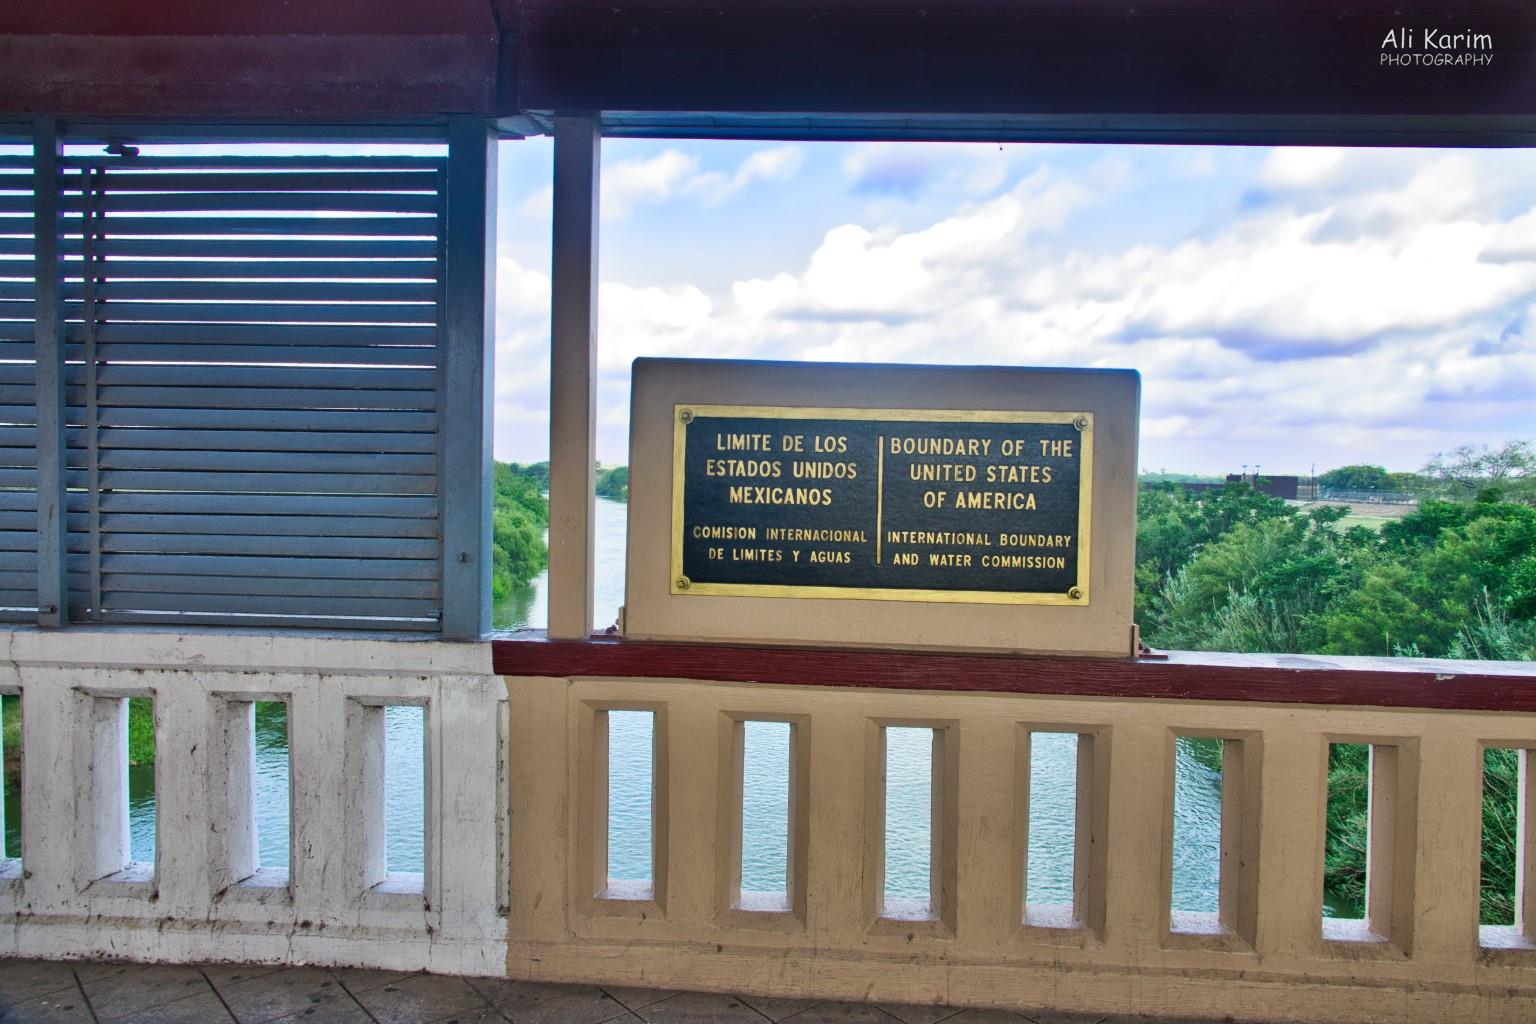 Ali Karim
PHOTOGRAPHY
LIMITE DE LOS
ESTADOS UNIDOS
MEXICANOS
COMISION INTERNACIONAL
DE LIMITES Y AGUAS
BOUNDARY OF THE
UNITED STATES
OF AMERICA
INTERNATIONAL BOUNDARY
AND WATER COMMISSION